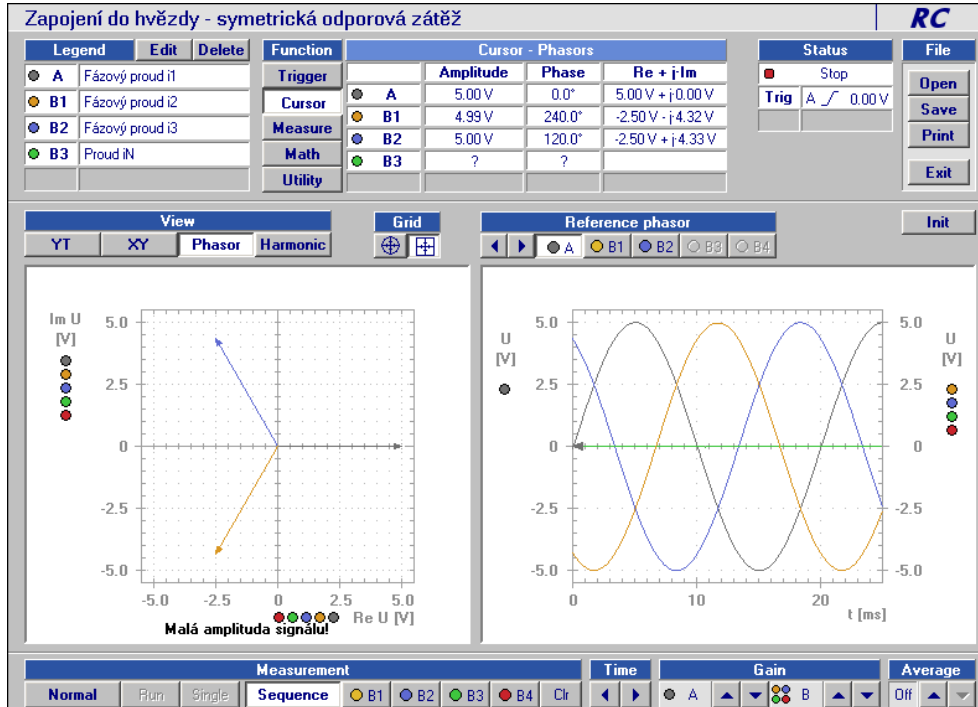 Zapojení do hvězdy - symetrická odporová zátěž
RC
Legend Edit Delete
A Fázový proud i1
B1 Fázový proud i2
B2 Fázový proud i3
B3 Proud iN
Function
Trigger
Cursor
Measure
Math
Utility
Cursor - Phasors
Amplitude Phase Re + j·Im
A 5.00 V 0.0° 5.00 V + j·0.00 V
B1 4.99 V 240.0° -2.50 V - j·4.32 V
B2 5.00 V 120.0° -2.50 V + j·4.33 V
B3 ? ?
Status
Stop
Trig A 0.00 V
File
Open
Save
Print
Exit
View
YT XY Phasor Harmonic
Grid
Reference phasor
A B1 B2 B3 B4
Init
Im U
[V]
5.0
2.5
0
-2.5
-5.0
-5.0 -2.5 0 2.5 5.0
Re U [V]
Malá amplituda signálu!
U
[V]
5.0
2.5
0
-2.5
-5.0
0 10 20
t [ms]
5.0
2.5
0
-2.5
-5.0
U
[V]
Measurement
Normal Run Single Sequence B1 B2 B3 B4 Clr
Time
Gain
A B
Average
Off